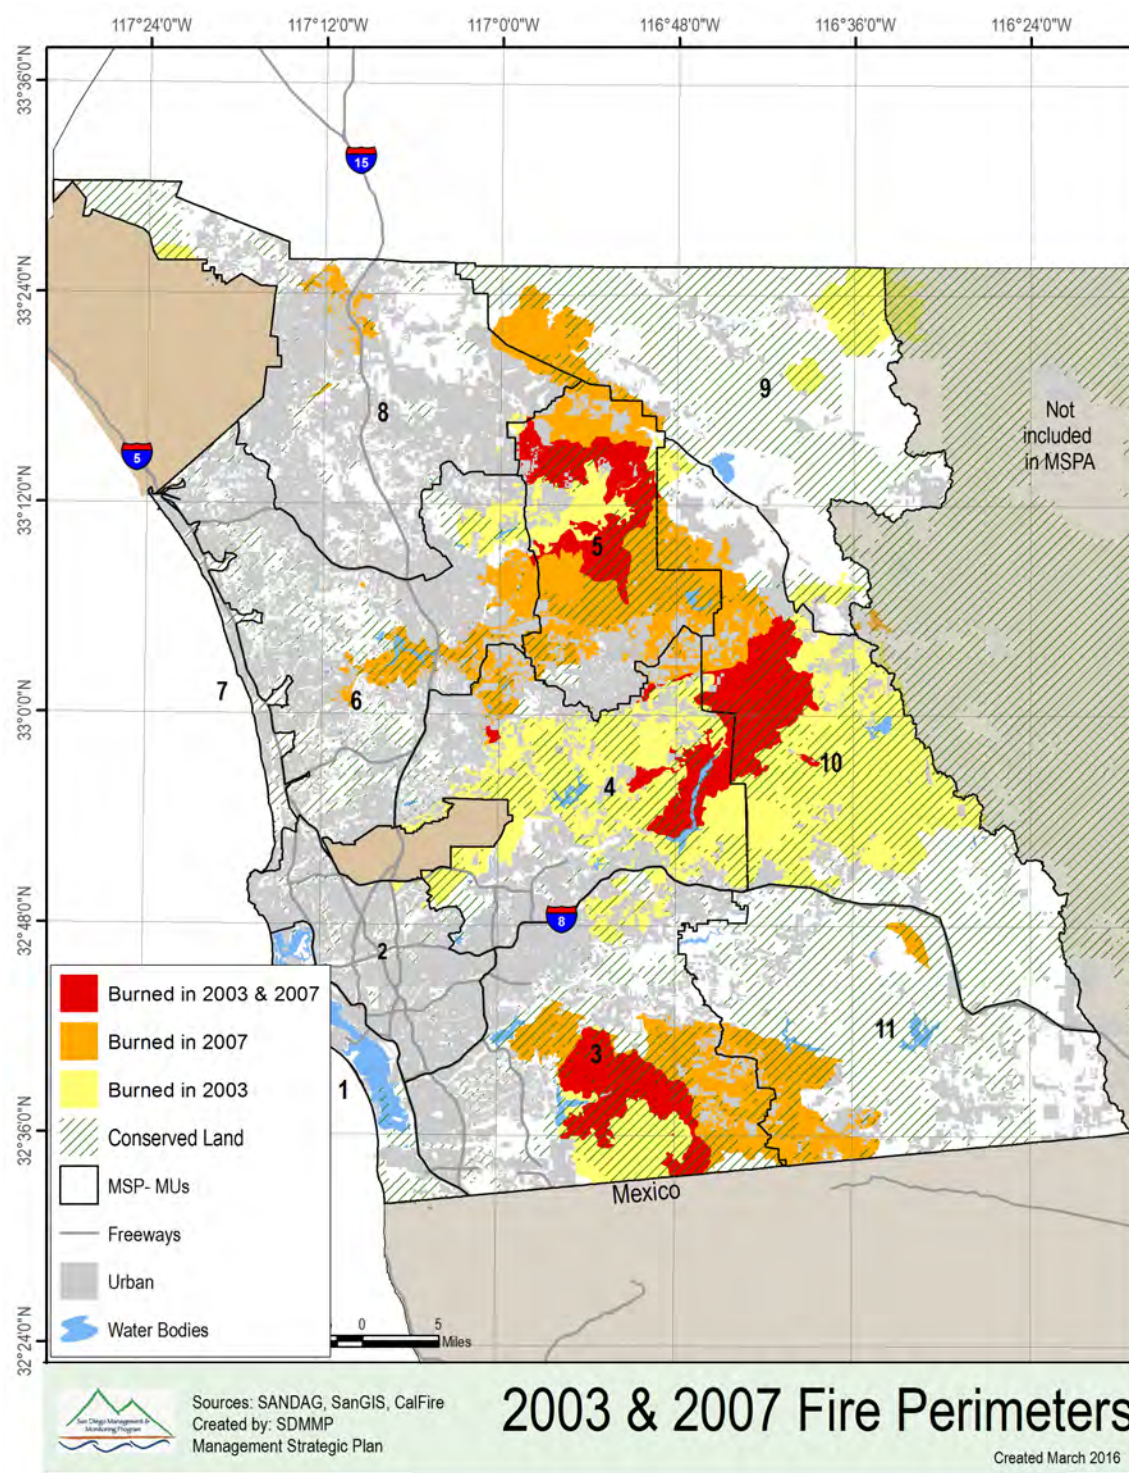 117°24'0"W 117°12'0"W 117°0'0"W 116°48'0"W 116°36'0"W 116°24'0"W
33°36'0"N
15
33°24'0"N
9
8
Not
included
in MSPA
5
33°12'0"N
5
7
6
33°0'0"N
10
4
32°48'0"N
8
2
Burned in 2003 & 2007
Burned in 2007
11
3
Burned in 2003
1
32°36'0"N
Conserved Land
MSP- MUs
Mexico
Freeways
Urban
Water Bodies
0 5
Miles
32°24'0"N
San Diego Management &
Monitoring Program
Sources: SANDAG, SanGIS, CalFire
Created by: SDMMP
Management Strategic Plan
2003 & 2007 Fire Perimeters
Created March 2016